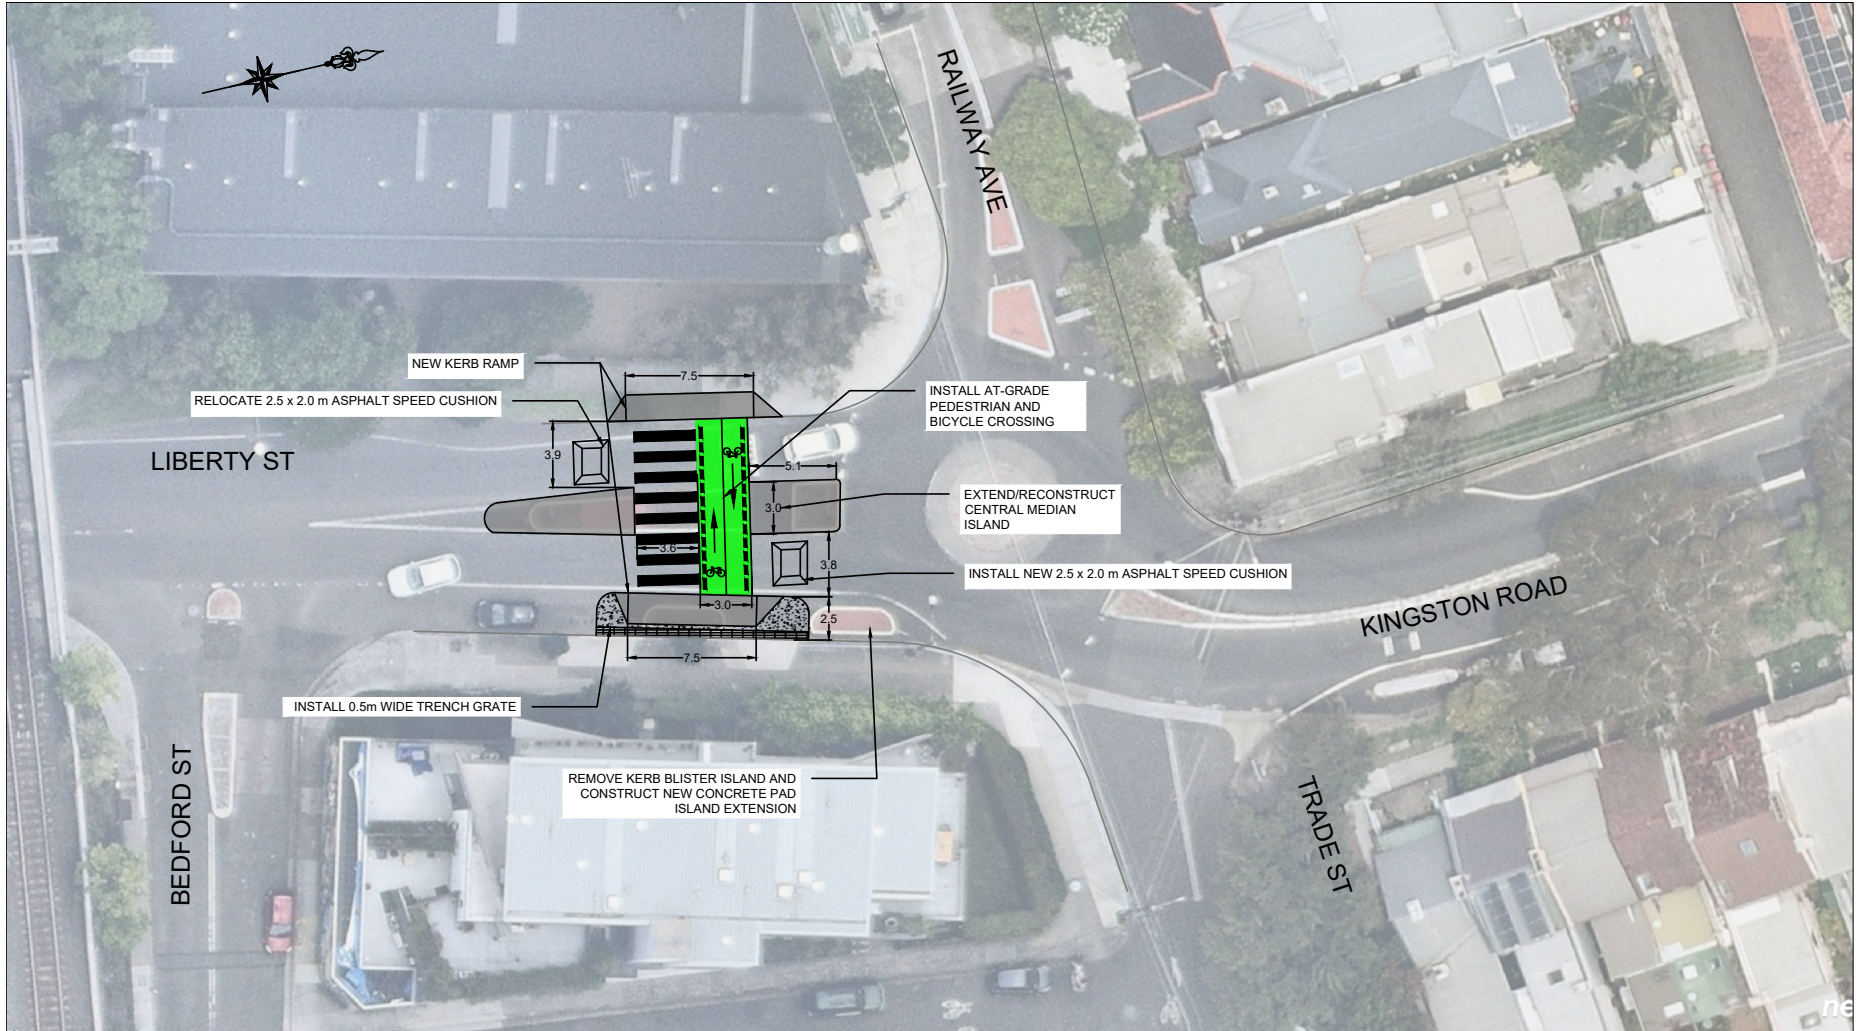 RAILWAY AVE
NEW KERB RAMP
7.5
RELOCATE 2.5 x 2.0 m ASPHALT SPEED CUSHION
INSTALL AT-GRADE
PEDESTRIAN AND
BICYCLE CROSSING
3.9
LIBERTY ST
5.1
3.0
EXTEND/RECONSTRUCT
CENTRAL MEDIAN
ISLAND
3.6
3.8
INSTALL NEW 2.5 x 2.0 m ASPHALT SPEED CUSHION
3.0
2.5
KINGSTON ROAD
7.5
INSTALL 0.5m WIDE TRENCH GRATE
BEDFORD ST
REMOVE KERB BLISTER ISLAND AND
CONSTRUCT NEW CONCRETE PAD
ISLAND EXTENSION
TRADE ST
ne